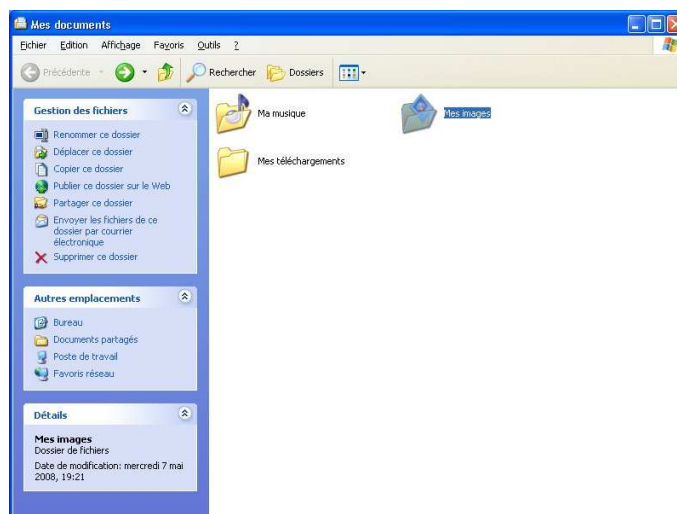 Mes documents
Fichier Edition Affichage Favoris Outils ?
Précédente Rechercher Dossiers
Gestion des fichiers
Renommer ce dossier
Déplacer ce dossier
Copier ce dossier
Publier ce dossier sur le Web
Partager ce dossier
Envoyer les fichiers de ce
dossier par courrier
électronique
Supprimer ce dossier
Autres emplacements
Bureau
Documents partagés
Poste de travail
Favoris réseau
Détails
Mes images
Dossier de fichiers
Date de modification: mercredi 7 mai
2008, 19:21
Ma musique
Mes images
Mes téléchargements